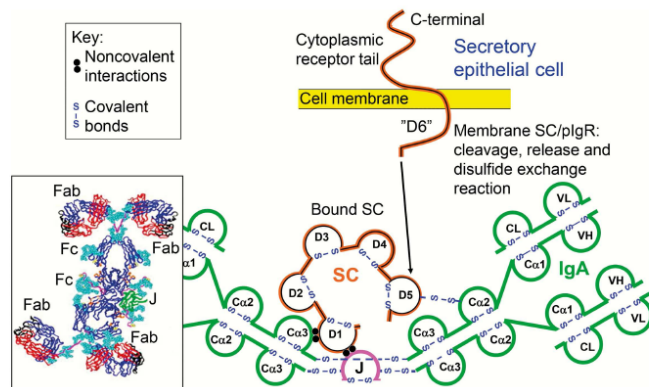 Key:
Noncovalent
interactions
S
S
Covalent
bonds
C-terminal
Cytoplasmic
receptor tail
Secretory
epithelial cell
Cell membrane
"D6"
Membrane SC/pIgR:
cleavage, release and
disulfide exchange
reaction
Bound SC
Fab
Fc
Fab
Fc
J
Fab
Fab
CL
Cα1
Cα2
Cα2
Cα3
Cα3
D3
D4
D2
SC
D5
D1
J
Cα3
Cα2
Cα3
Cα2
CL
VL
Cα1
VH
IgA
Cα1
VH
CL
VL